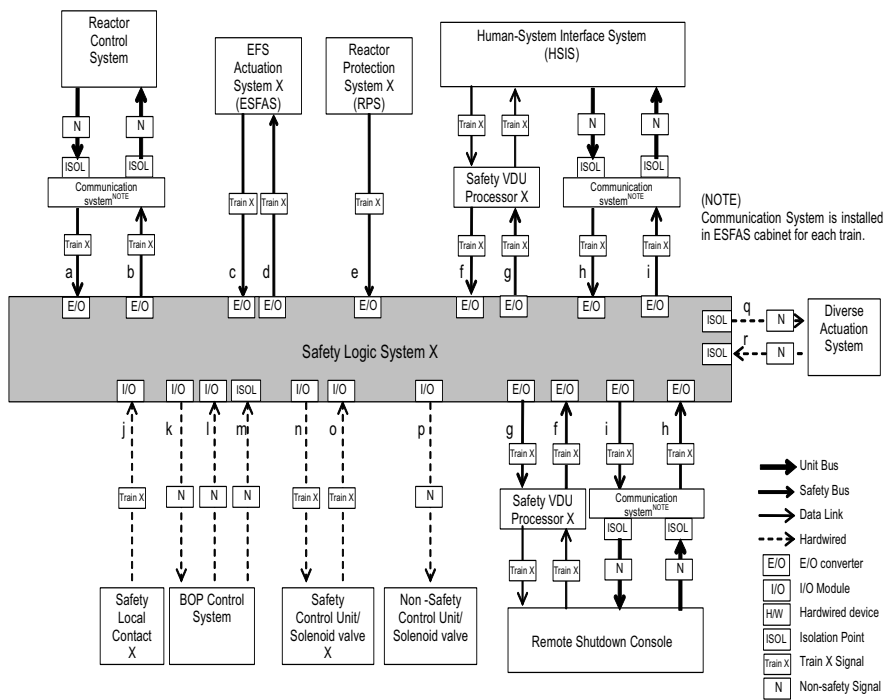 Reactor
Control
System
EFS
Actuation
System X
(ESFAS)
Reactor
Protection
System X
(RPS)
Human-System Interface System
(HSIS)
N
N
ISOL
ISOL
Communication
system NOTE
Train X
Train X
a
b
E/O
E/O
Train X
Train X
c
d
E/O
E/O
Train X
e
E/O
Train X
Train X
Safety VDU
Processor X
Train X
Train X
f
g
E/O
E/O
N
N
ISOL
ISOL
Communication
system NOTE
Train X
Train X
h
i
E/O
E/O
(NOTE)
Communication System is installed
in ESFAS cabinet for each train.
Safety Logic System X
ISOL
q
N
ISOL
r
N
Diverse
Actuation
System
I/O
I/O
I/O
ISOL
I/O
I/O
I/O
E/O
E/O
E/O
E/O
j
k
l
m
n
o
p
g
f
i
h
Train X
N
N
N
Train X
Train X
N
Train X
Train X
Train X
Train X
Safety VDU
Processor X
Communication
system NOTE
ISOL
ISOL
Train X
Train X
N
N
Safety
Local
Contact
X
BOP Control
System
Safety
Control Unit/
Solenoid valve
X
Non -Safety
Control Unit/
Solenoid valve
Remote Shutdown Console
Unit Bus
Safety Bus
Data Link
Hardwired
E/O E/O converter
I/O I/O Module
H/W Hardwired device
ISOL Isolation Point
Train X Train X Signal
N Non-safety Signal